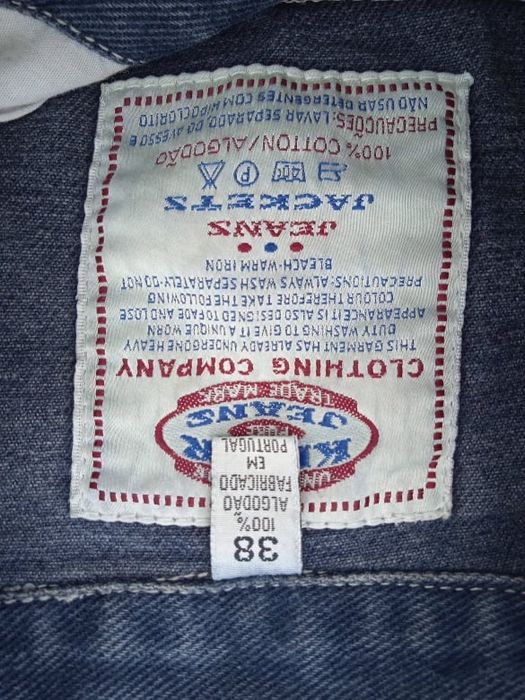 38
100%
ALGODÃO
FABRICADO
EM
PORTUGAL
JEANS
TRADE MARK
CLOTHING COMPANY
THIS GARMENT HAS ALREADY UNDERGONE HEAVY
DUTY WASHING TO GIVE IT A UNIQUE WORN
APPEARANCE IT IS ALSO DESIGNED TO FADE AND LOSE
COLOUR THEREFORE TAKE THE FOLLOWING
PRECAUTIONS: ALWAYS WASH SEPARATELY-DO NOT
BLEACH-WARM IRON
JEANS
JACKETS
40° P
100% COTTON/ALGODÃO
PRECAUÇÕES: LAVAR SEPARADO, DO AVESSO E
NÃO USAR DETERGENTES COM HIPOCLORITO